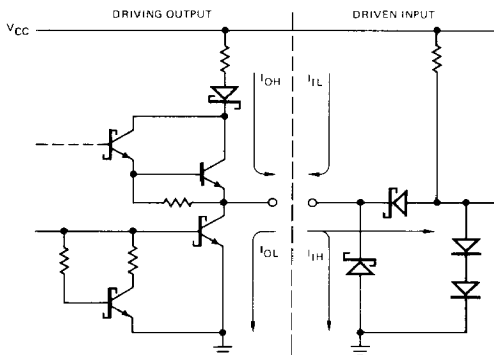 DRIVING OUTPUT
DRIVEN INPUT
VCC
IOH
IIL
IOL
IIH